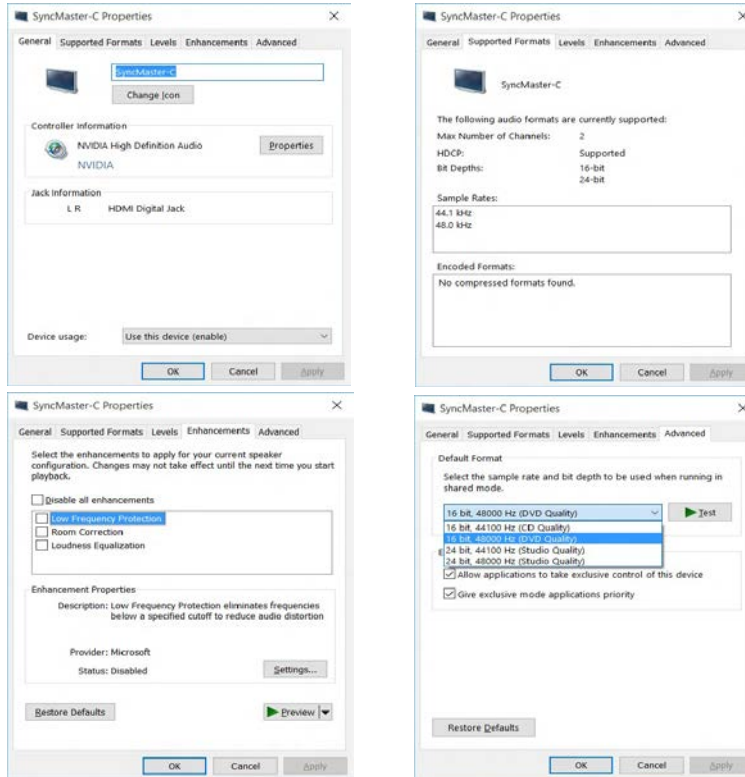 SyncMaster-C Properties
General Supported Formats Levels Enhancements Advanced
SyncMaster-C
Change Icon
Controller Information
NVIDIA High Definition Audio
Properties
NVIDIA
Jack Information
L R HDMI Digital Jack
Device usage: Use this device (enable)
OK Cancel Apply
SyncMaster-C Properties
General Supported Formats Levels Enhancements Advanced
SyncMaster-C
The following audio formats are currently supported:
Max Number of Channels: 2
HDCP: Supported
Bit Depths: 16-bit
24-bit
Sample Rates:
44.1 kHz
48.0 kHz
Encoded Formats:
No compressed formats found.
OK Cancel Apply
SyncMaster-C Properties
General Supported Formats Levels Enhancements Advanced
Select the enhancements to apply for your current speaker
configuration. Changes may not take effect until the next time you start
playback.
Disable all enhancements
Low Frequency Protection
Room Correction
Loudness Equalization
Enhancement Properties
Description: Low Frequency Protection eliminates frequencies
below a specified cutoff to reduce audio distortion
Provider: Microsoft
Status: Disabled
Settings...
Restore Defaults
Preview
OK Cancel Apply
SyncMaster-C Properties
General Supported Formats Levels Enhancements Advanced
Default Format
Select the sample rate and bit depth to be used when running in
shared mode.
16 bit, 48000 Hz (DVD Quality)
Test
16 bit, 44100 Hz (CD Quality)
16 bit, 48000 Hz (DVD Quality)
24 bit, 44100 Hz (Studio Quality)
24 bit, 48000 Hz (Studio Quality)
Allow applications to take exclusive control of this device
Give exclusive mode applications priority
Restore Defaults
OK Cancel Apply